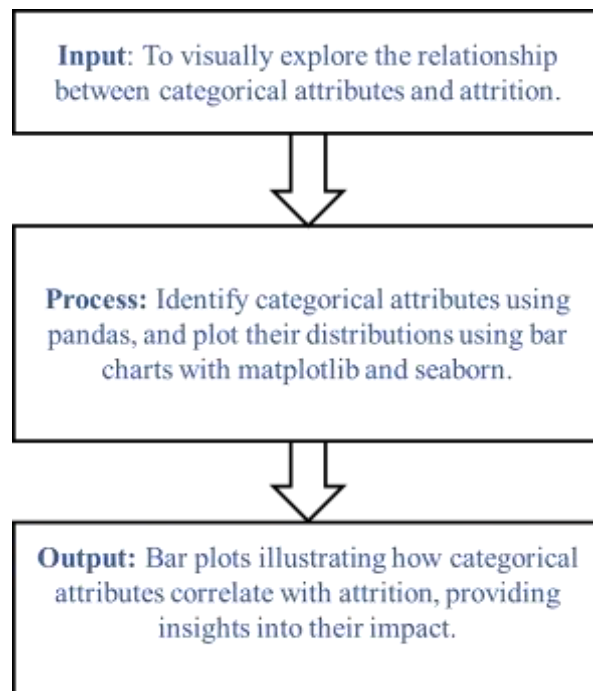 Input: To visually explore the relationship
between categorical attributes and attrition.
Process: Identify categorical attributes using
pandas, and plot their distributions using bar
charts with matplotlib and seaborn.
Output: Bar plots illustrating how categorical
attributes correlate with attrition, providing
insights into their impact.